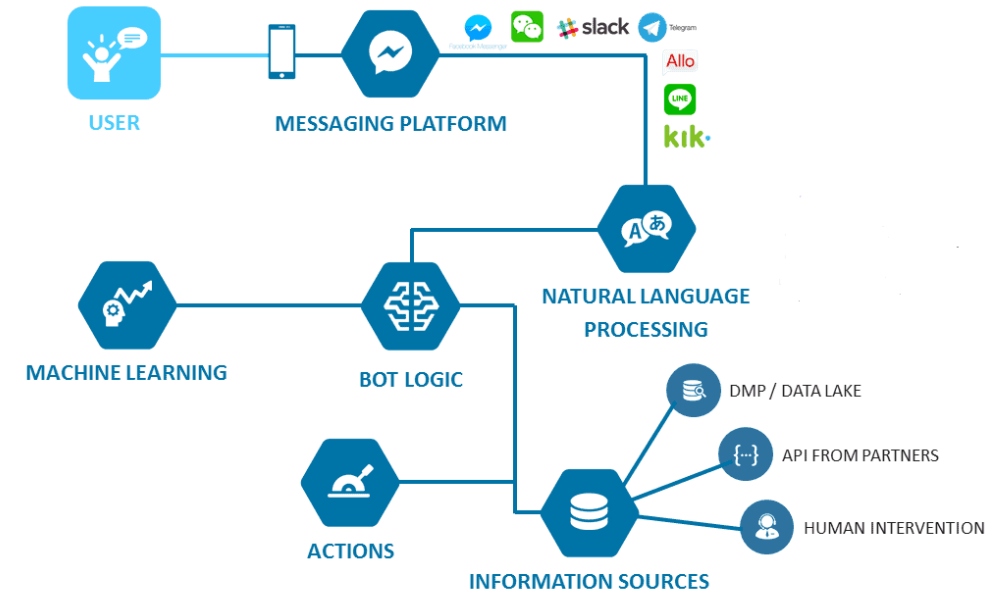 Facebook Messenger
slack
Telegram
Allo
LINE
kik
USER
MESSAGING PLATFORM
A あ
NATURAL LANGUAGE
PROCESSING
MACHINE LEARNING
BOT LOGIC
DMP / DATA LAKE
{...}
API FROM PARTNERS
HUMAN INTERVENTION
ACTIONS
INFORMATION SOURCES